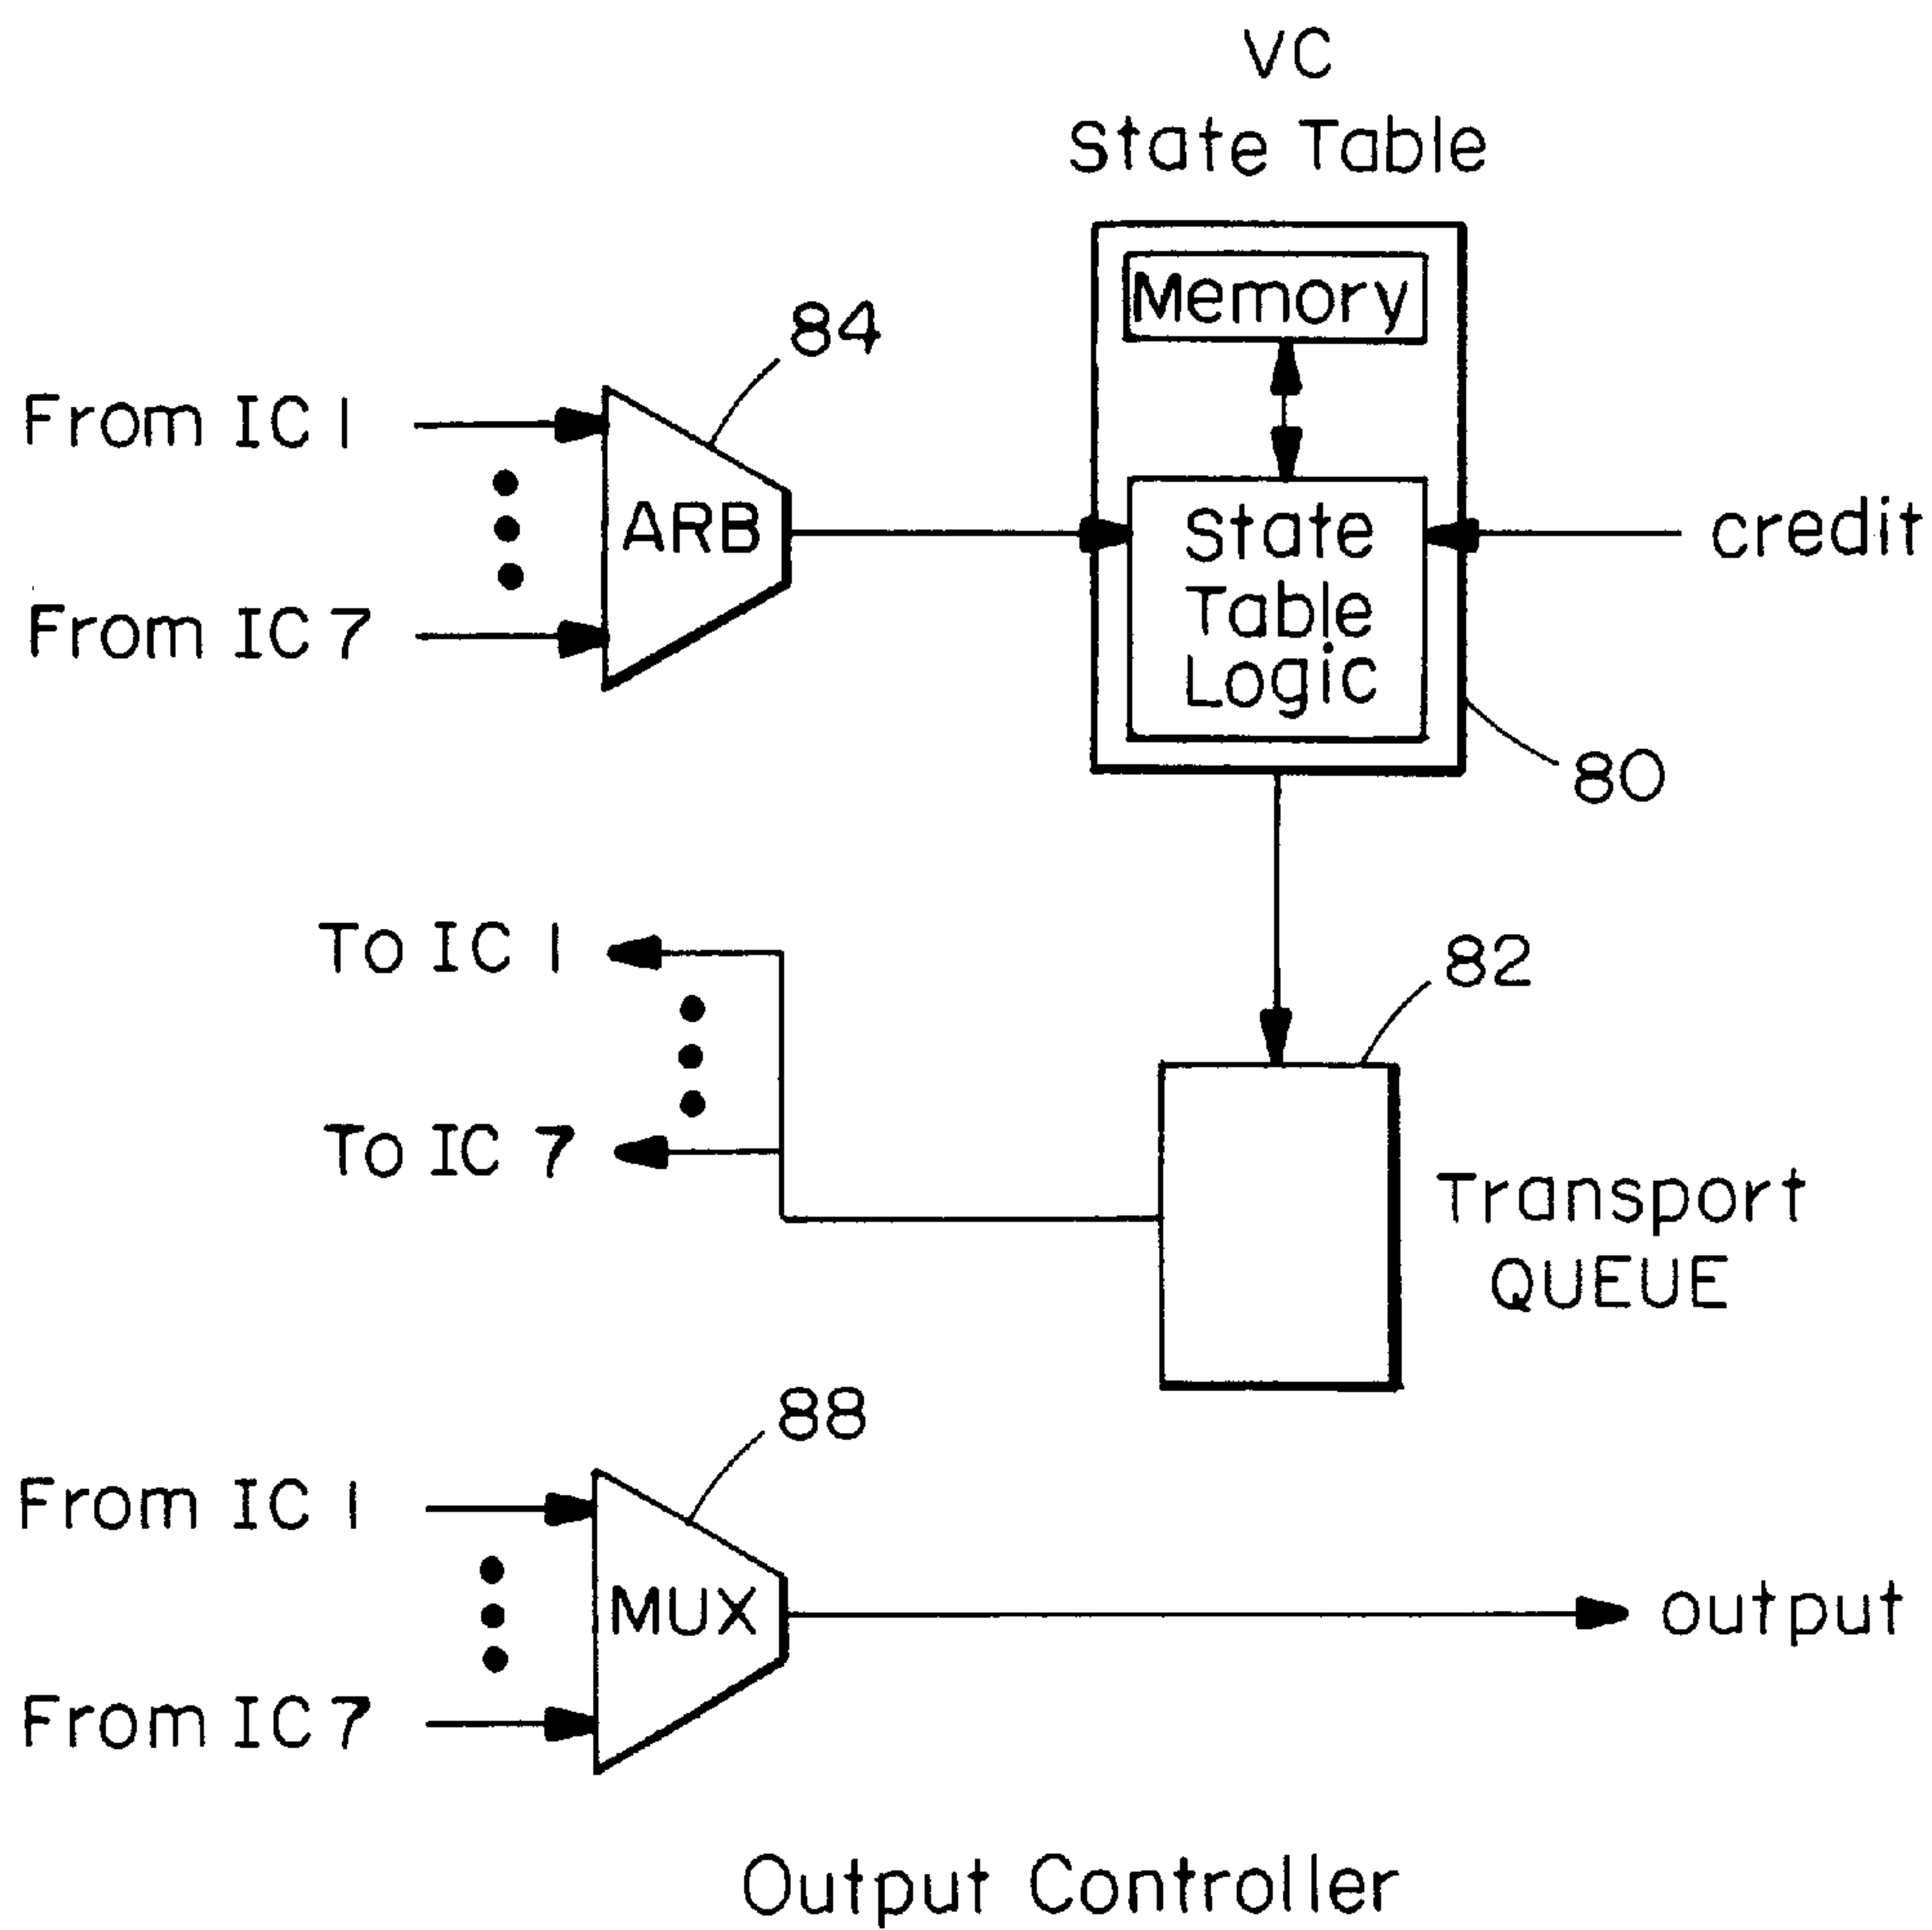 VC
State Table
Memory
84
From IC 1
ARB
State
Table
Logic
credit
From IC 7
80
To IC 1
82
To IC 7
Transport
QUEUE
88
From IC 1
MUX
output
From IC 7
Output Controller